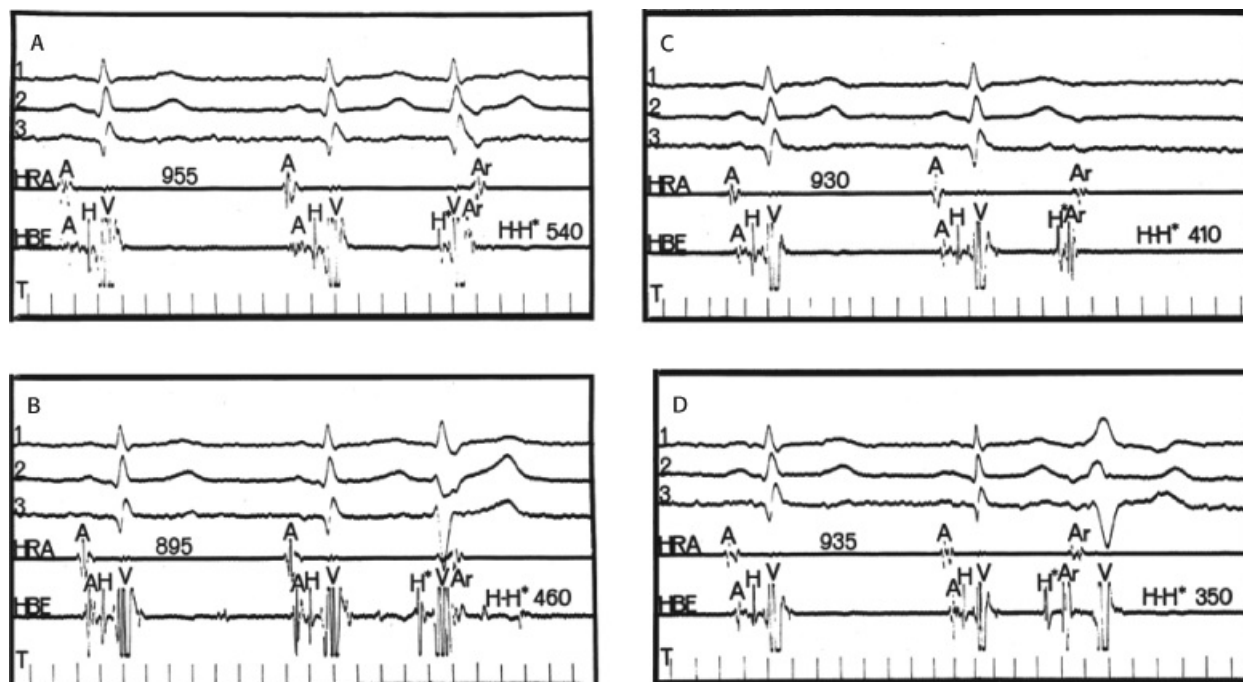 A
1
2
3
HRA A 955 A Ar
HBE A H V A H V H* V Ar H-H* 540
T
C
1
2
3
HRA A 930 A Ar
HBE A H V A H V H* Ar H-H* 410
T
B
1
2
3
HRA A 895 A
HBE A H V A H V H* V Ar H-H* 460
T
D
1
2
3
HRA A 935 A Ar
HBE A H V A H V H* Ar V H-H* 350
T